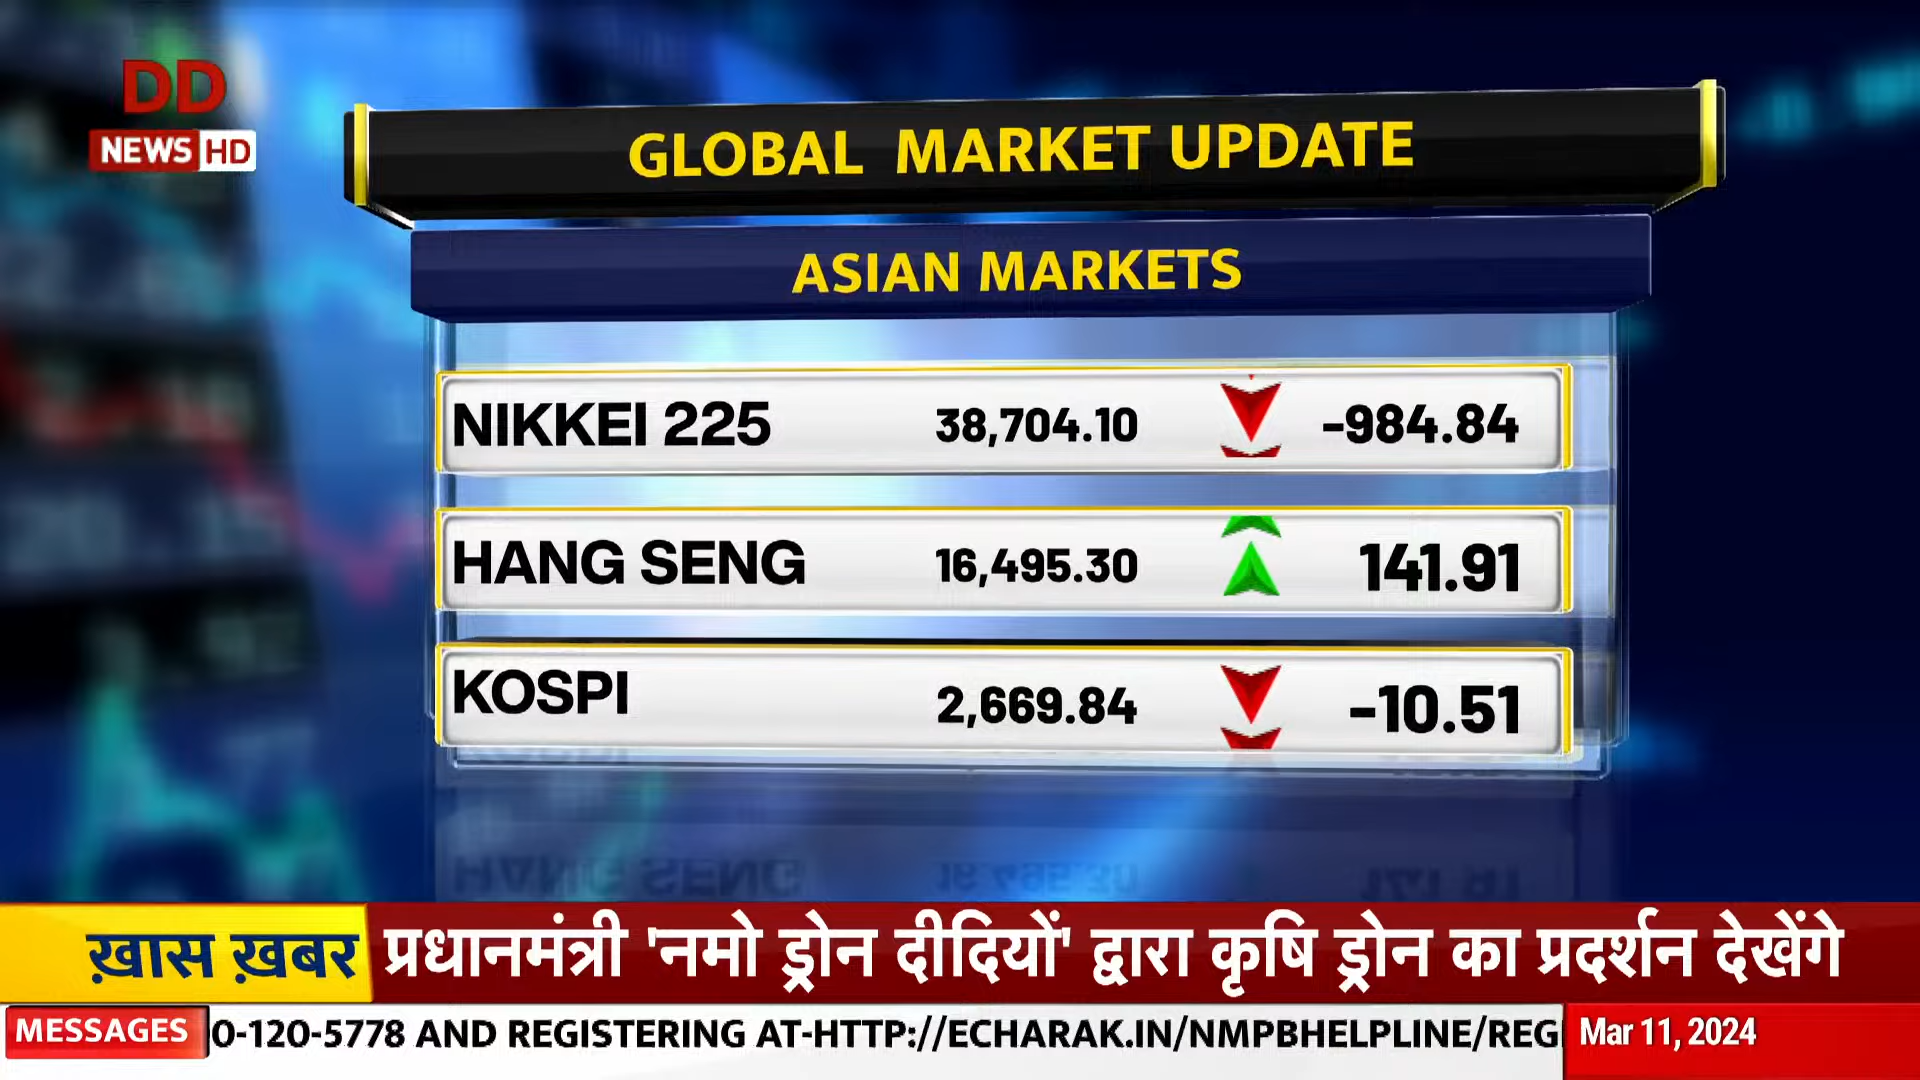 DD
NEWS HD
GLOBAL MARKET UPDATE
ASIAN MARKETS
NIKKEI 225 38,704.10 -984.84
HANG SENG 16,495.30 141.91
KOSPI 2,669.84 -10.51
ख़ास ख़बर प्रधानमंत्री 'नमो ड्रोन दीदियों' द्वारा कृषि ड्रोन का प्रदर्शन देखेंगे
MESSAGES 0-120-5778 AND REGISTERING AT-HTTP://ECHARAK.IN/NMPBHELPLINE/REG Mar 11, 2024